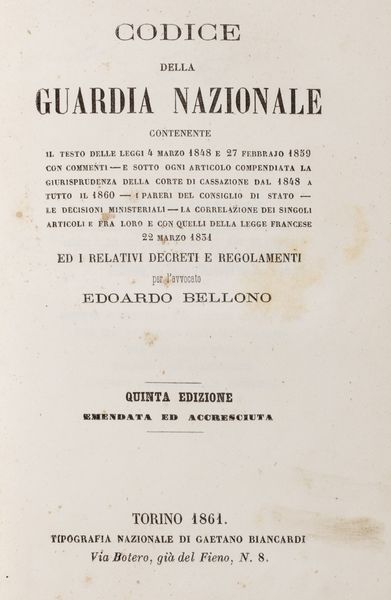 CODICE
DELLA
GUARDIA NAZIONALE
CONTENENTE
IL TESTO DELLE LEGGI 4 MARZO 1848 E 27 FEBBRAJO 1859
CON COMMENTI — E SOTTO OGNI ARTICOLO COMPENDIATA LA
GIURISPRUDENZA DELLA CORTE DI CASSAZIONE DAL 1848 A
TUTTO IL 1860 — I PARERI DEL CONSIGLIO DI STATO —
LE DECISIONI MINISTERIALI — LA CORRELAZIONE DEI SINGOLI
ARTICOLI E FRA LORO E CON QUELLI DELLA LEGGE FRANCESE
22 MARZO 1831
ED I RELATIVI DECRETI E REGOLAMENTI
per l'avvocato
EDOARDO BELLONO
QUINTA EDIZIONE
EMENDATA ED ACCRESCIUTA
TORINO 1861.
TIPOGRAFIA NAZIONALE DI GAETANO BIANCARDI
Via Botero, già del Fieno, N. 8.